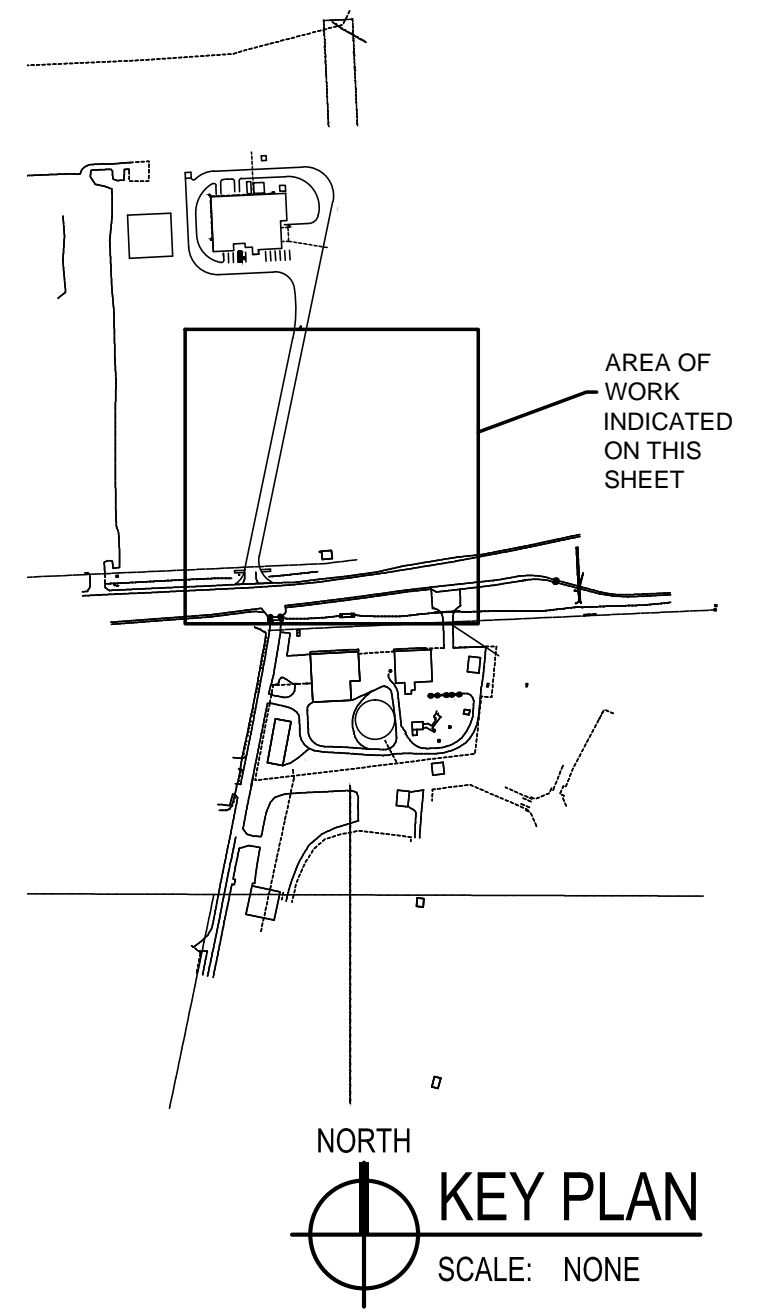 AREA OF
WORK
INDICATED
ON THIS
SHEET
NORTH
KEY PLAN
SCALE: NONE